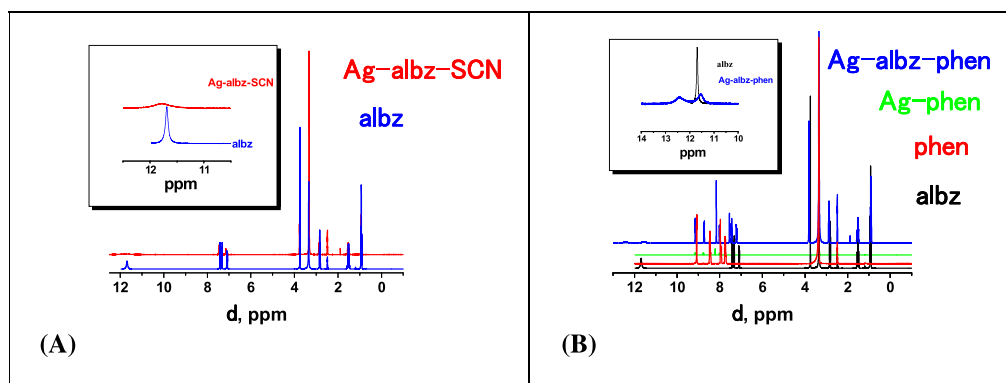 Ag-albz-SCN
albz
Ag-albz-SCN
albz
12 11
ppm
12 10 8 6 4 2 0
d, ppm
(A)
Ag-albz-phen
Ag-phen
phen
albz
albz
Ag-albz-phen
14 13 12 11 10
ppm
12 10 8 6 4 2 0
d, ppm
(B)